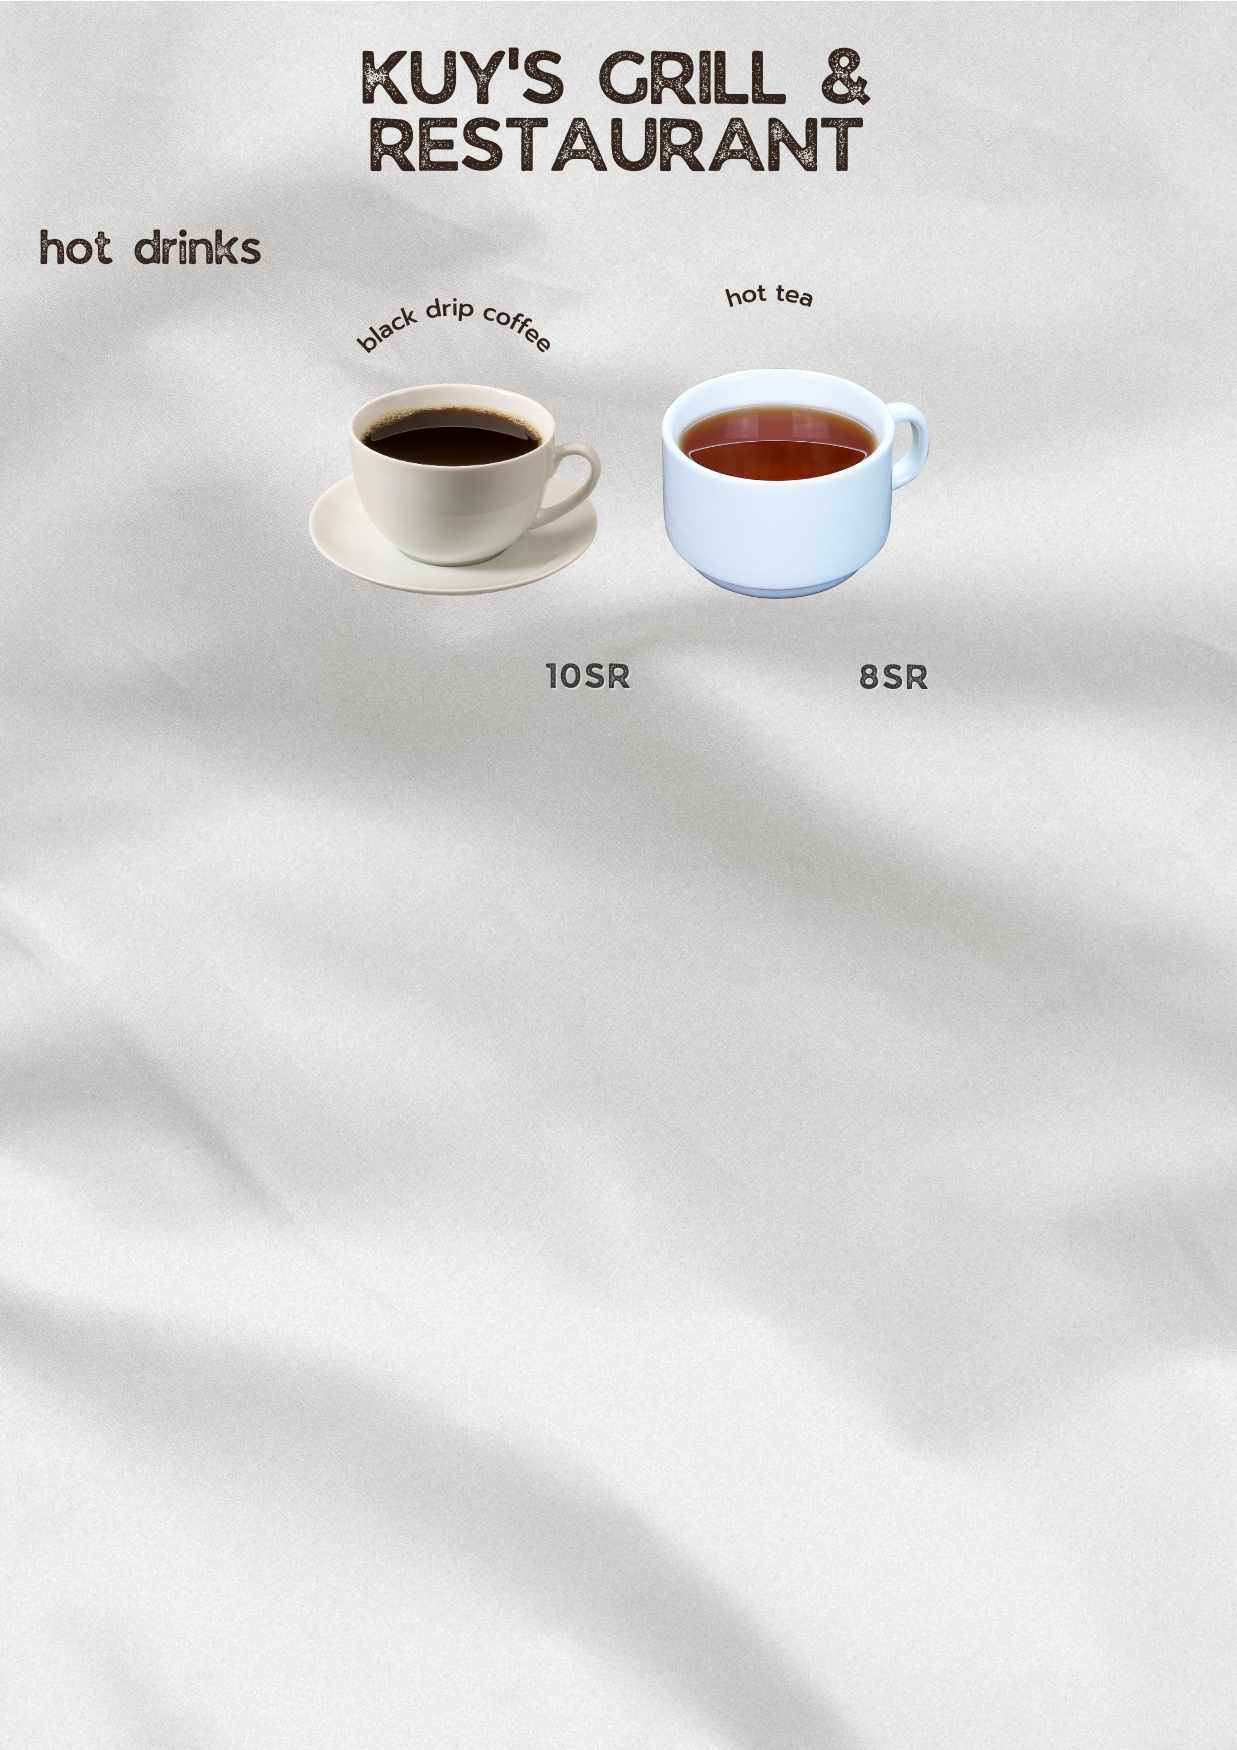 KUY'S GRILL &
RESTAURANT
hot drinks
black drip coffee
hot tea
10SR
8SR